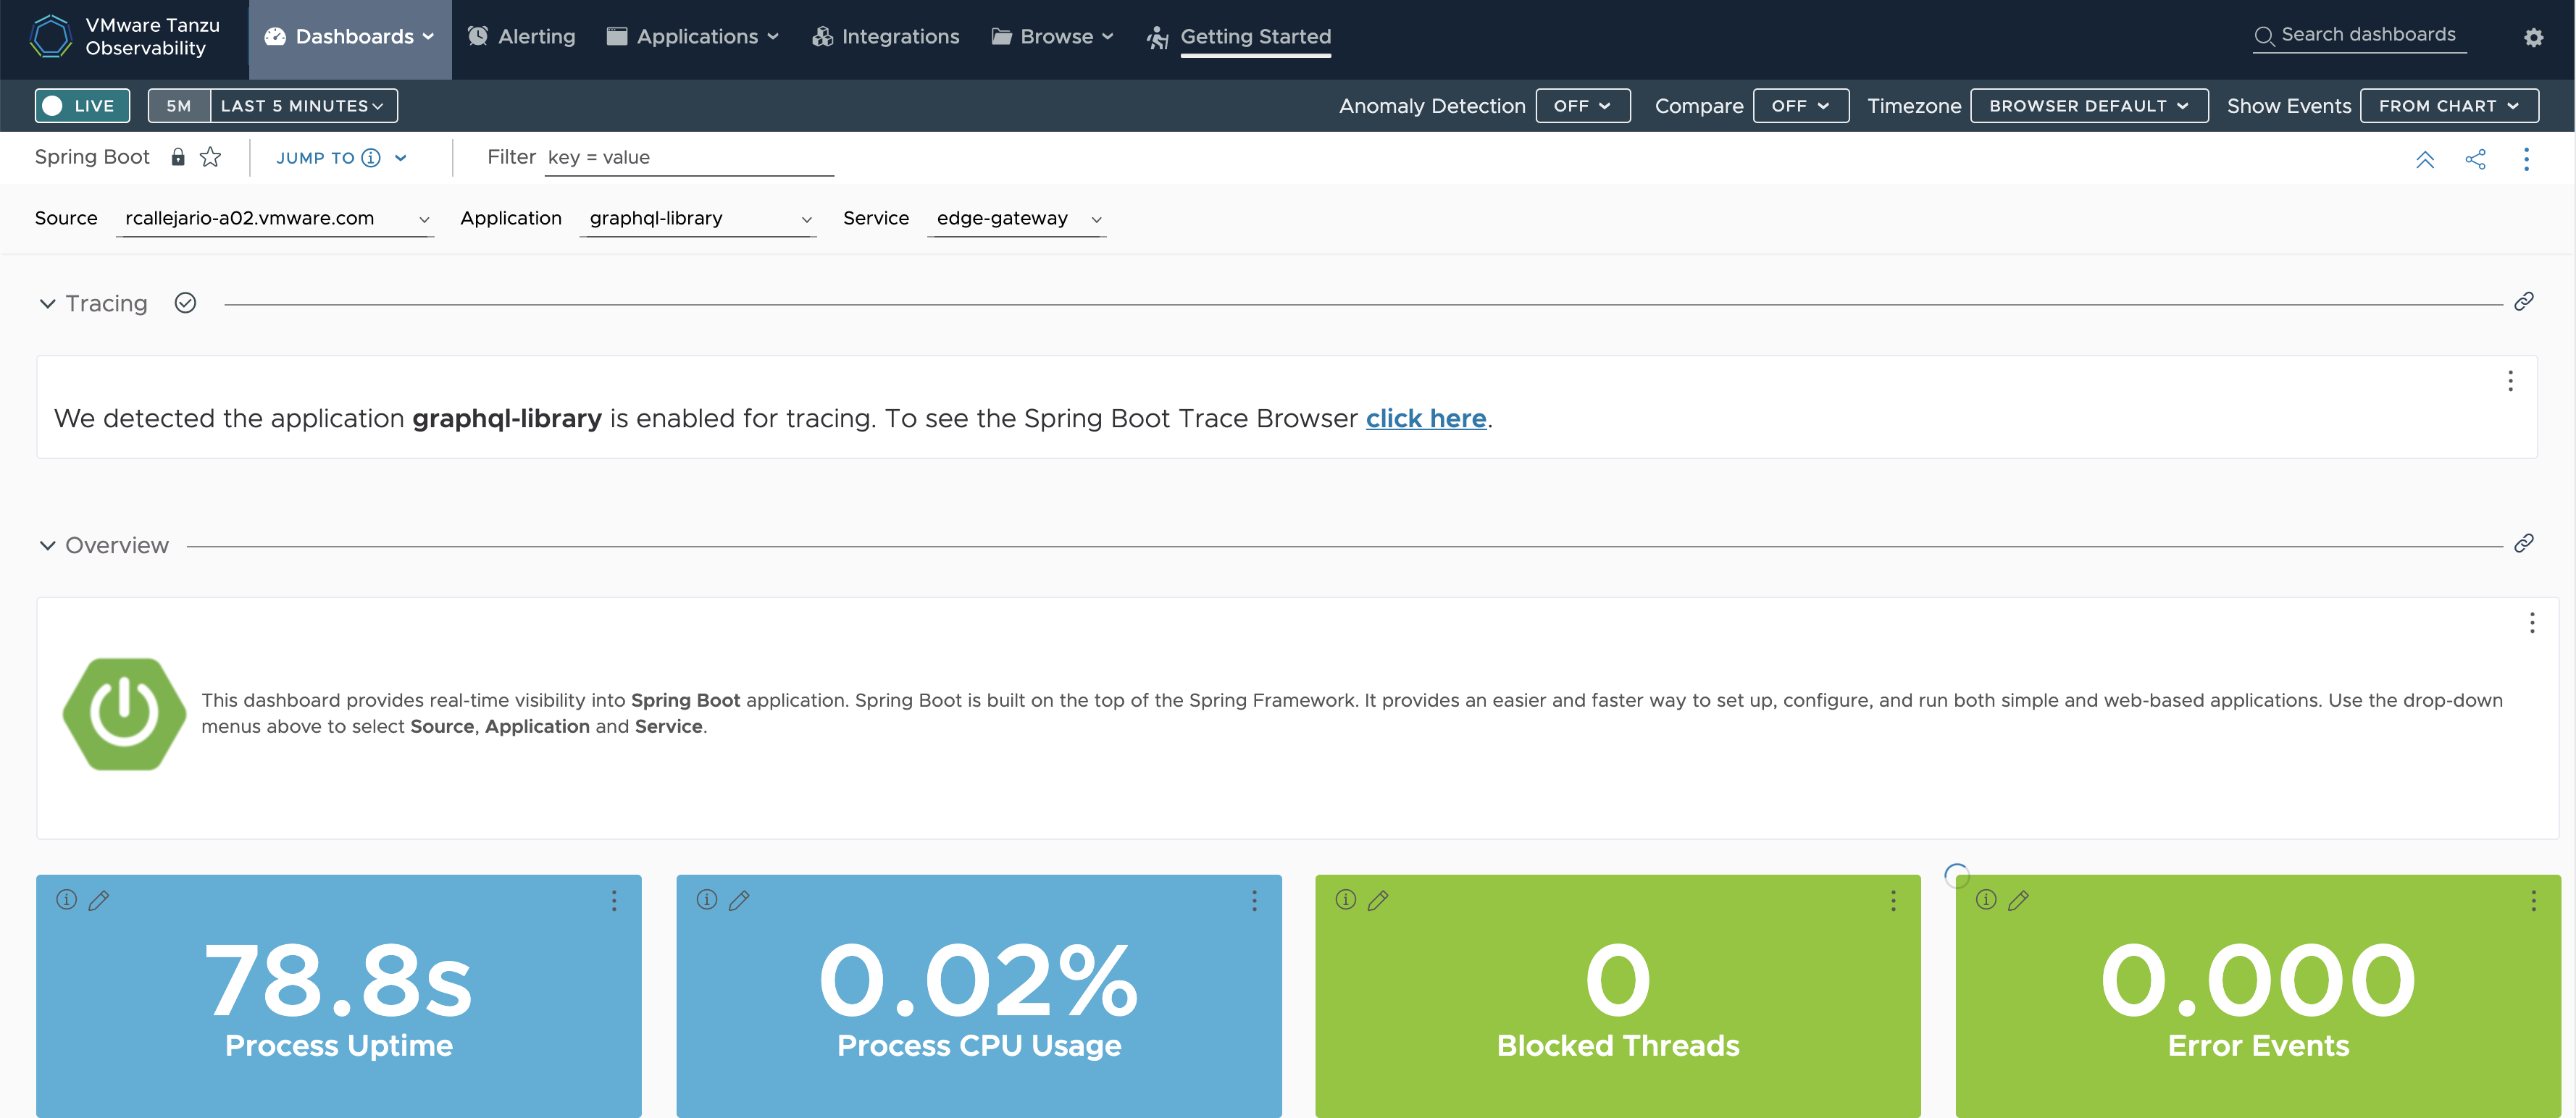 VMware Tanzu
Observability
Dashboards
Alerting
Applications
Integrations
Browse
Getting Started
Search dashboards
LIVE
5M
LAST 5 MINUTES
Anomaly Detection
OFF
Compare
OFF
Timezone
BROWSER DEFAULT
Show Events
FROM CHART
Spring Boot
JUMP TO
Filter
key = value
Source
rcallejario-a02.vmware.com
Application
graphql-library
Service
edge-gateway
Tracing
We detected the application graphql-library is enabled for tracing. To see the Spring Boot Trace Browser click here.
Overview
This dashboard provides real-time visibility into Spring Boot application. Spring Boot is built on the top of the Spring Framework. It provides an easier and faster way to set up, configure, and run both simple and web-based applications. Use the drop-down
menus above to select Source, Application and Service.
78.8s
Process Uptime
0.02%
Process CPU Usage
0
Blocked Threads
0.000
Error Events